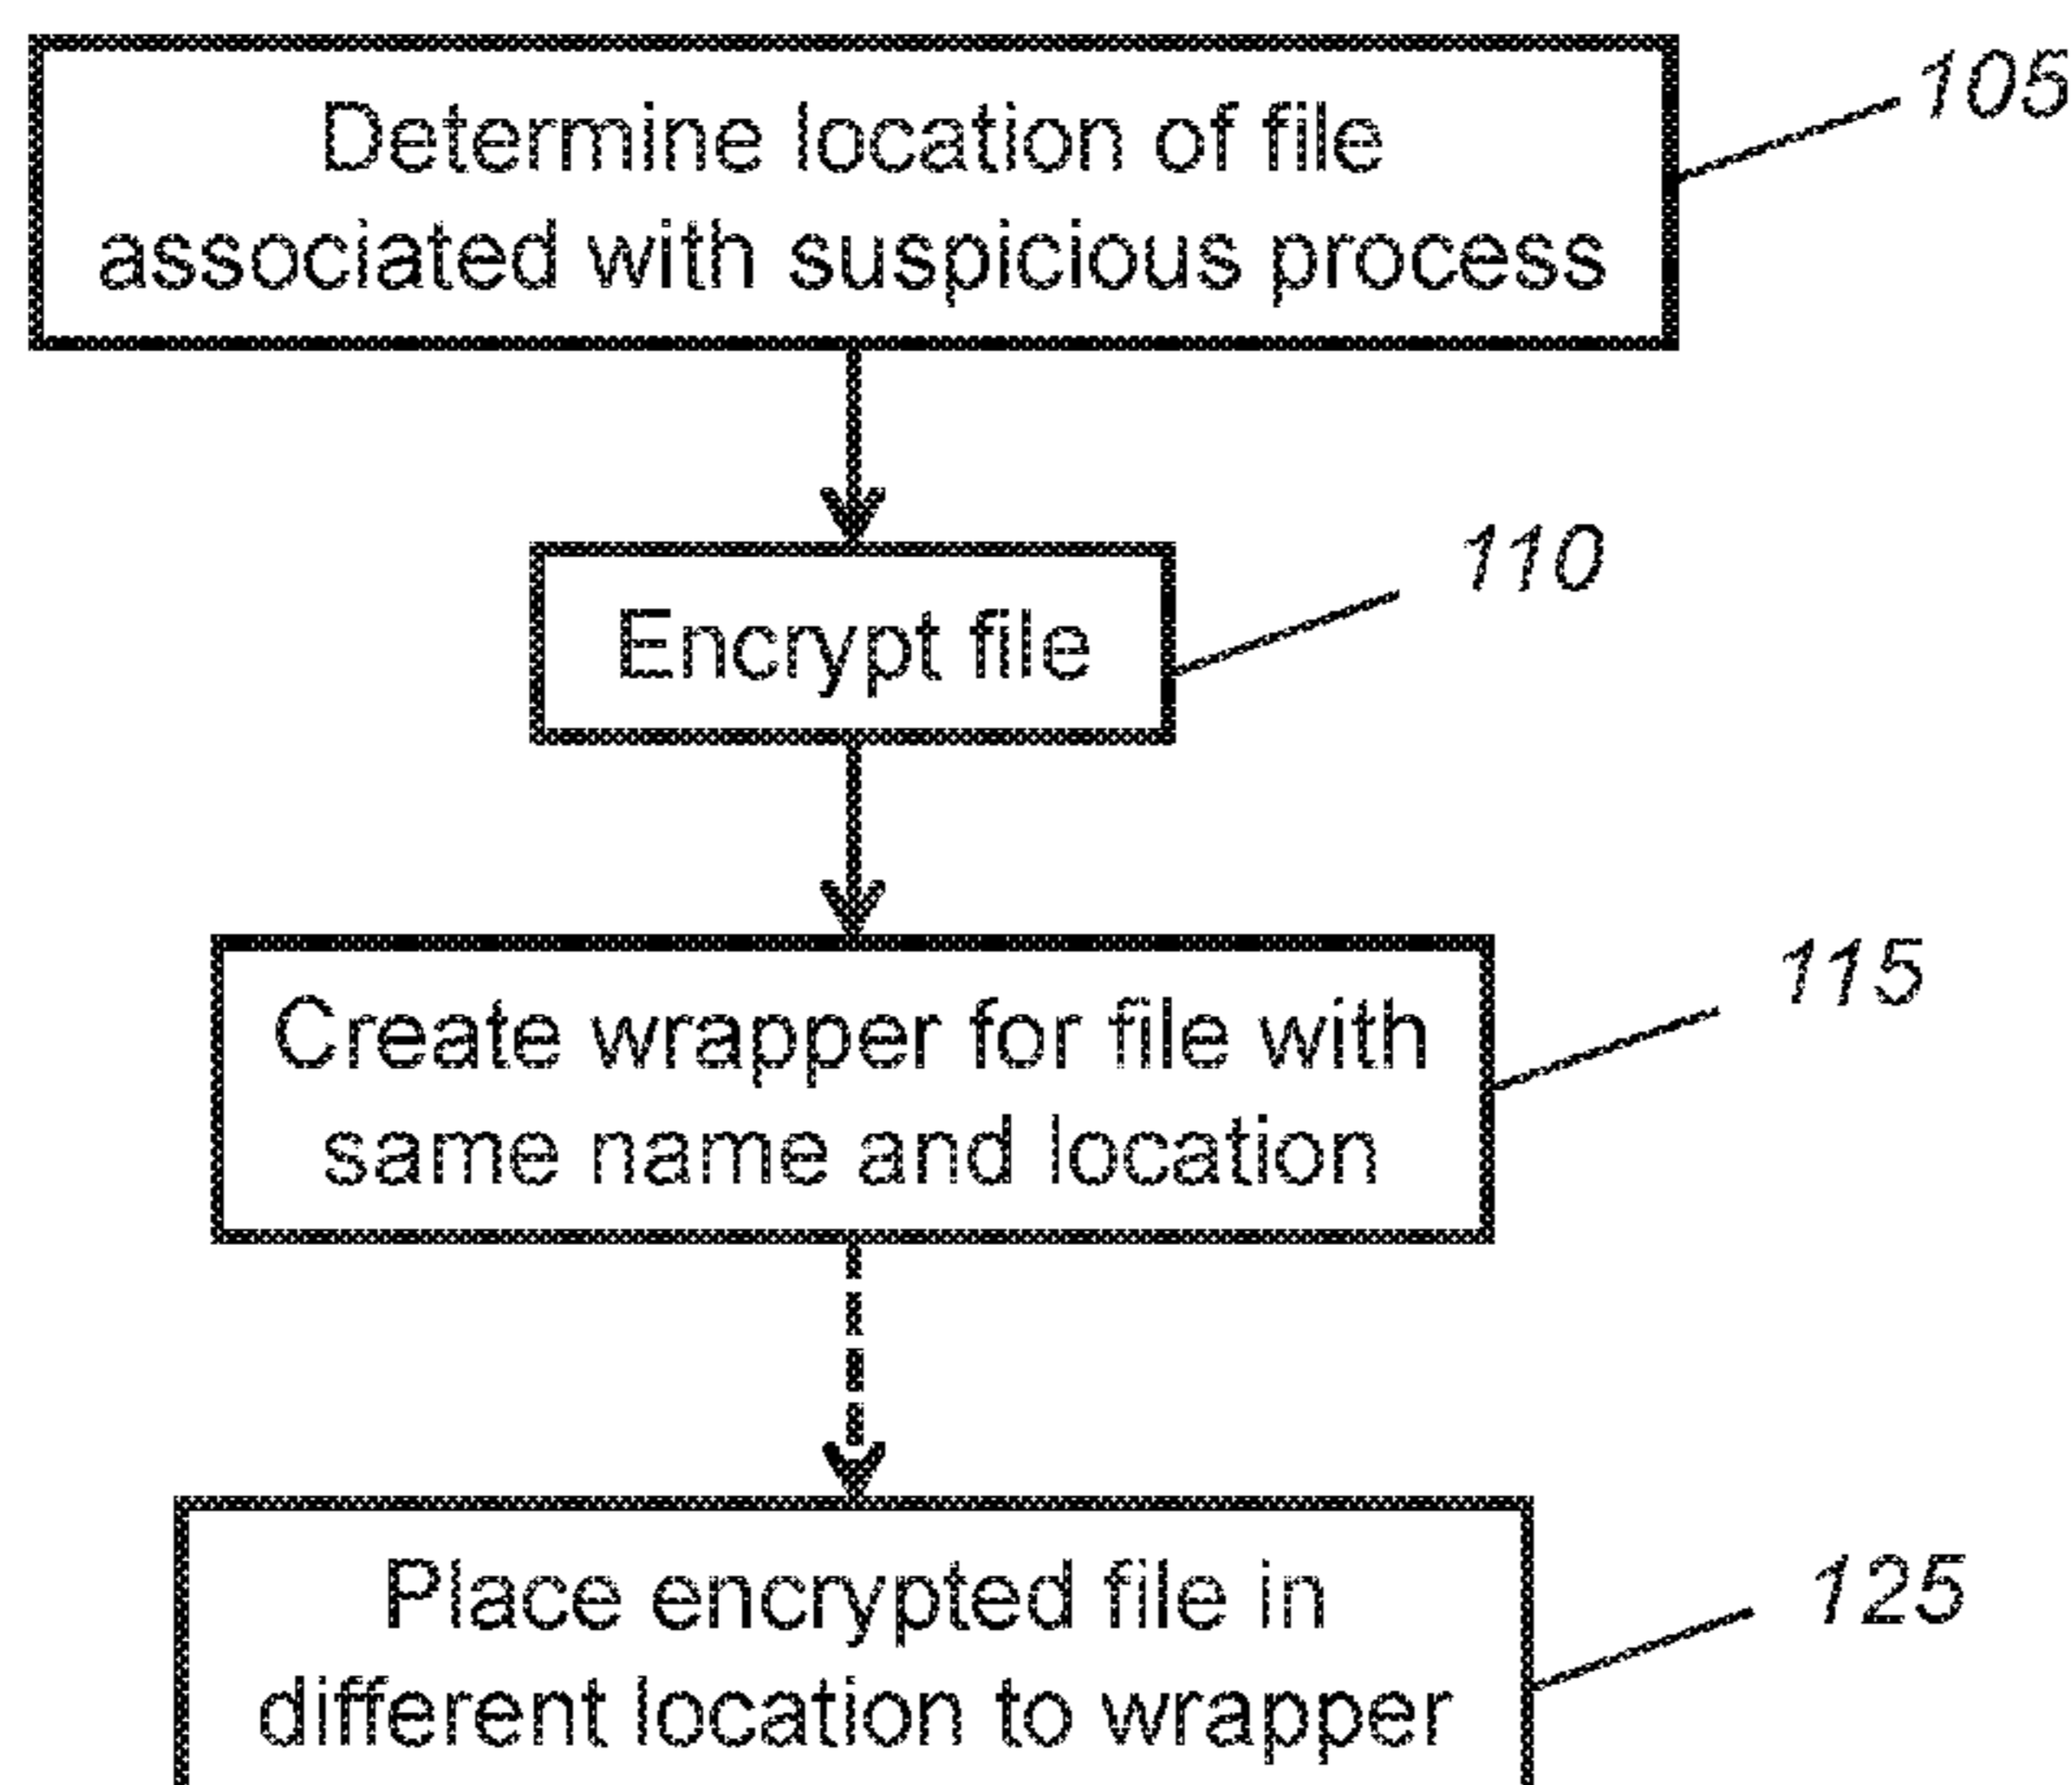 Determine location of file
associated with suspicious process
105
Encrypt file
110
Create wrapper for file with
same name and location
115
Place encrypted file in
different location to wrapper
125